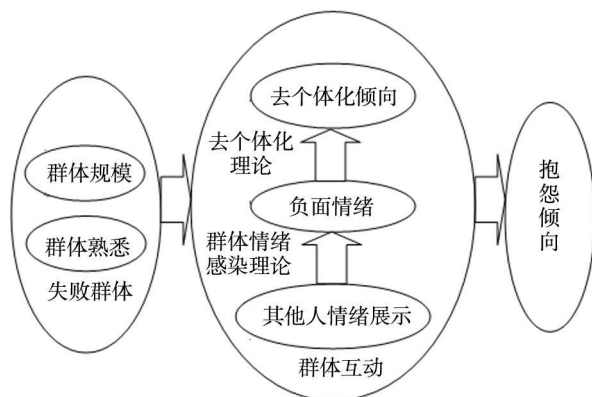 群体规模
群体熟悉
失败群体
去个体化倾向
去个体化
理论
负面情绪
群体情绪
感染理论
其他人情绪展示
群体互动
抱怨倾向